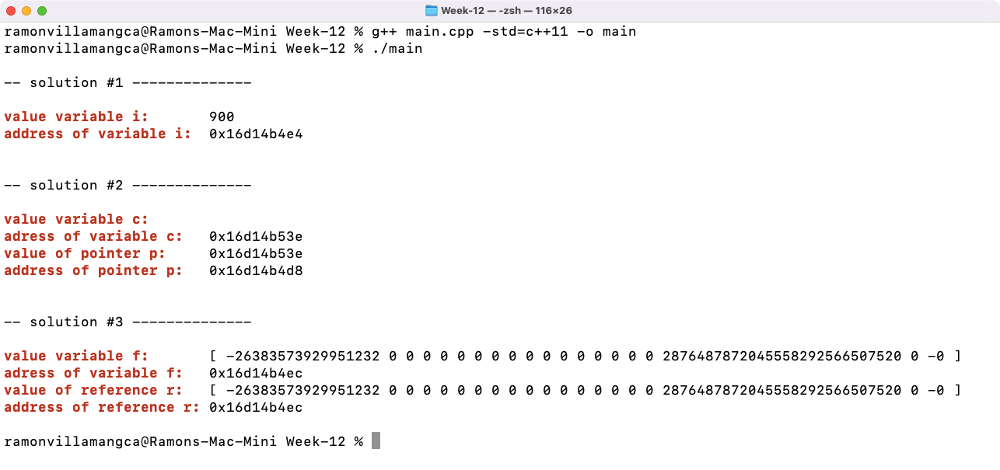 Week-12 — -zsh — 116×26
ramonvillamangca@Ramons-Mac-Mini Week-12 % g++ main.cpp -std=c++11 -o main
ramonvillamangca@Ramons-Mac-Mini Week-12 % ./main
-- solution #1 --------------
value variable i: 900
address of variable i: 0x16d14b4e4
-- solution #2 --------------
value variable c:
adress of variable c: 0x16d14b53e
value of pointer p: 0x16d14b53e
address of pointer p: 0x16d14b4d8
-- solution #3 --------------
value variable f: [ -26383573929951232 0 0 0 0 0 0 0 0 0 0 0 0 0 0 0 0 2876487872045558292566507520 0 -0 ]
adress of variable f: 0x16d14b4ec
value of reference r: [ -26383573929951232 0 0 0 0 0 0 0 0 0 0 0 0 0 0 0 0 2876487872045558292566507520 0 -0 ]
address of reference r: 0x16d14b4ec
ramonvillamangca@Ramons-Mac-Mini Week-12 %